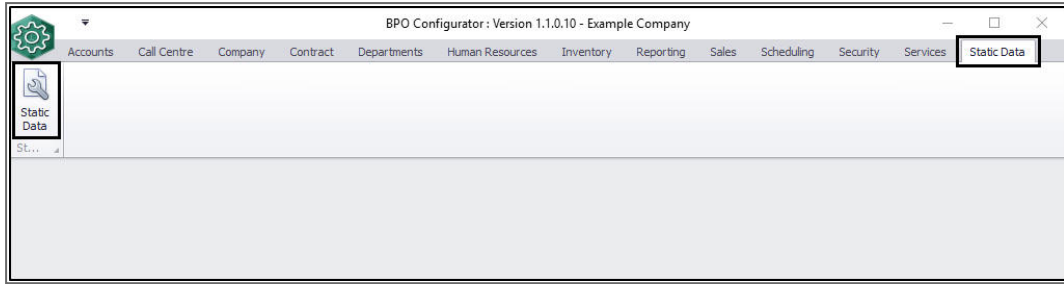 BPO Configurator : Version 1.1.0.10 - Example Company
Accounts Call Centre Company Contract Departments Human Resources Inventory Reporting Sales Scheduling Security Services Static Data
Static
Data
St...